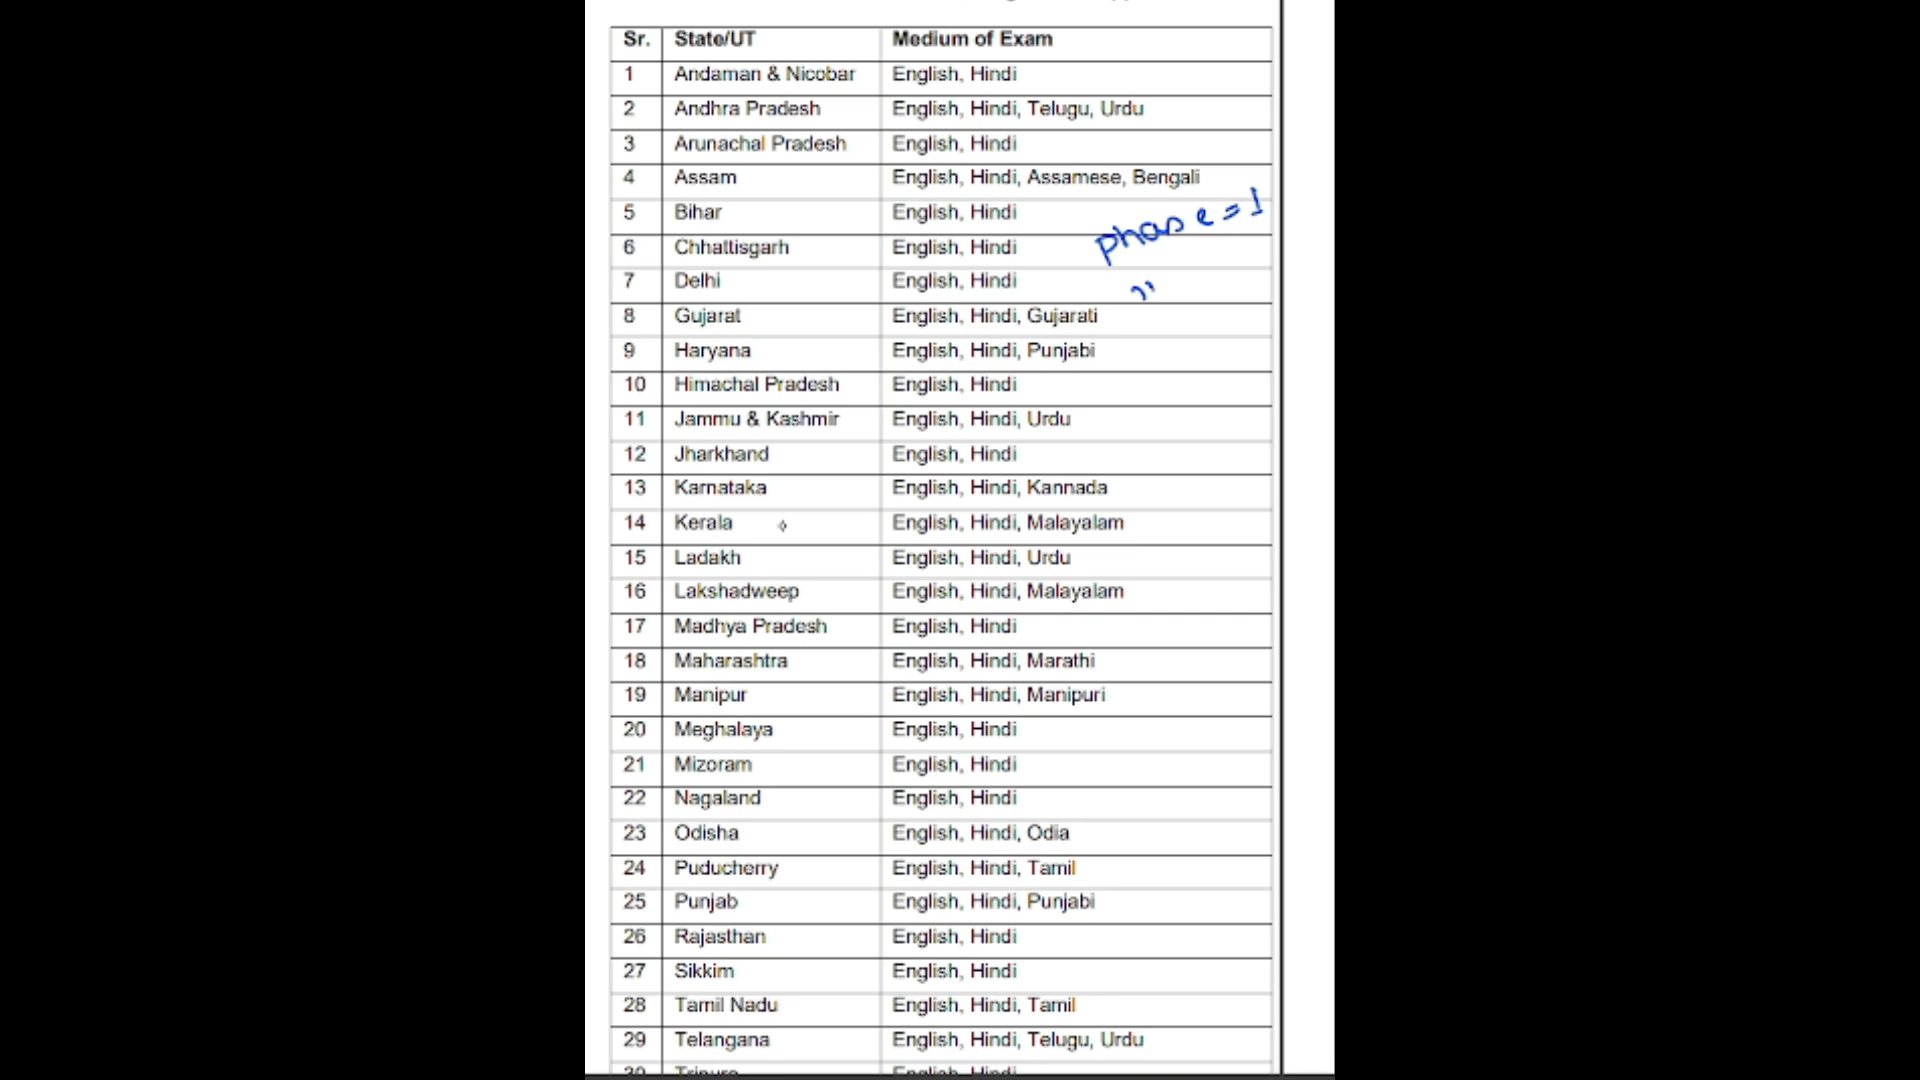 Sr. State/UT Medium of Exam
1 Andaman & Nicobar English, Hindi
2 Andhra Pradesh English, Hindi, Telugu, Urdu
3 Arunachal Pradesh English, Hindi
4 Assam English, Hindi, Assamese, Bengali
5 Bihar English, Hindi
phase = 1
6 Chhattisgarh English, Hindi
7 Delhi English, Hindi
8 Gujarat English, Hindi, Gujarati
9 Haryana English, Hindi, Punjabi
10 Himachal Pradesh English, Hindi
11 Jammu & Kashmir English, Hindi, Urdu
12 Jharkhand English, Hindi
13 Karnataka English, Hindi, Kannada
14 Kerala English, Hindi, Malayalam
15 Ladakh English, Hindi, Urdu
16 Lakshadweep English, Hindi, Malayalam
17 Madhya Pradesh English, Hindi
18 Maharashtra English, Hindi, Marathi
19 Manipur English, Hindi, Manipuri
20 Meghalaya English, Hindi
21 Mizoram English, Hindi
22 Nagaland English, Hindi
23 Odisha English, Hindi, Odia
24 Puducherry English, Hindi, Tamil
25 Punjab English, Hindi, Punjabi
26 Rajasthan English, Hindi
27 Sikkim English, Hindi
28 Tamil Nadu English, Hindi, Tamil
29 Telangana English, Hindi, Telugu, Urdu
30 Tripura English, Hindi